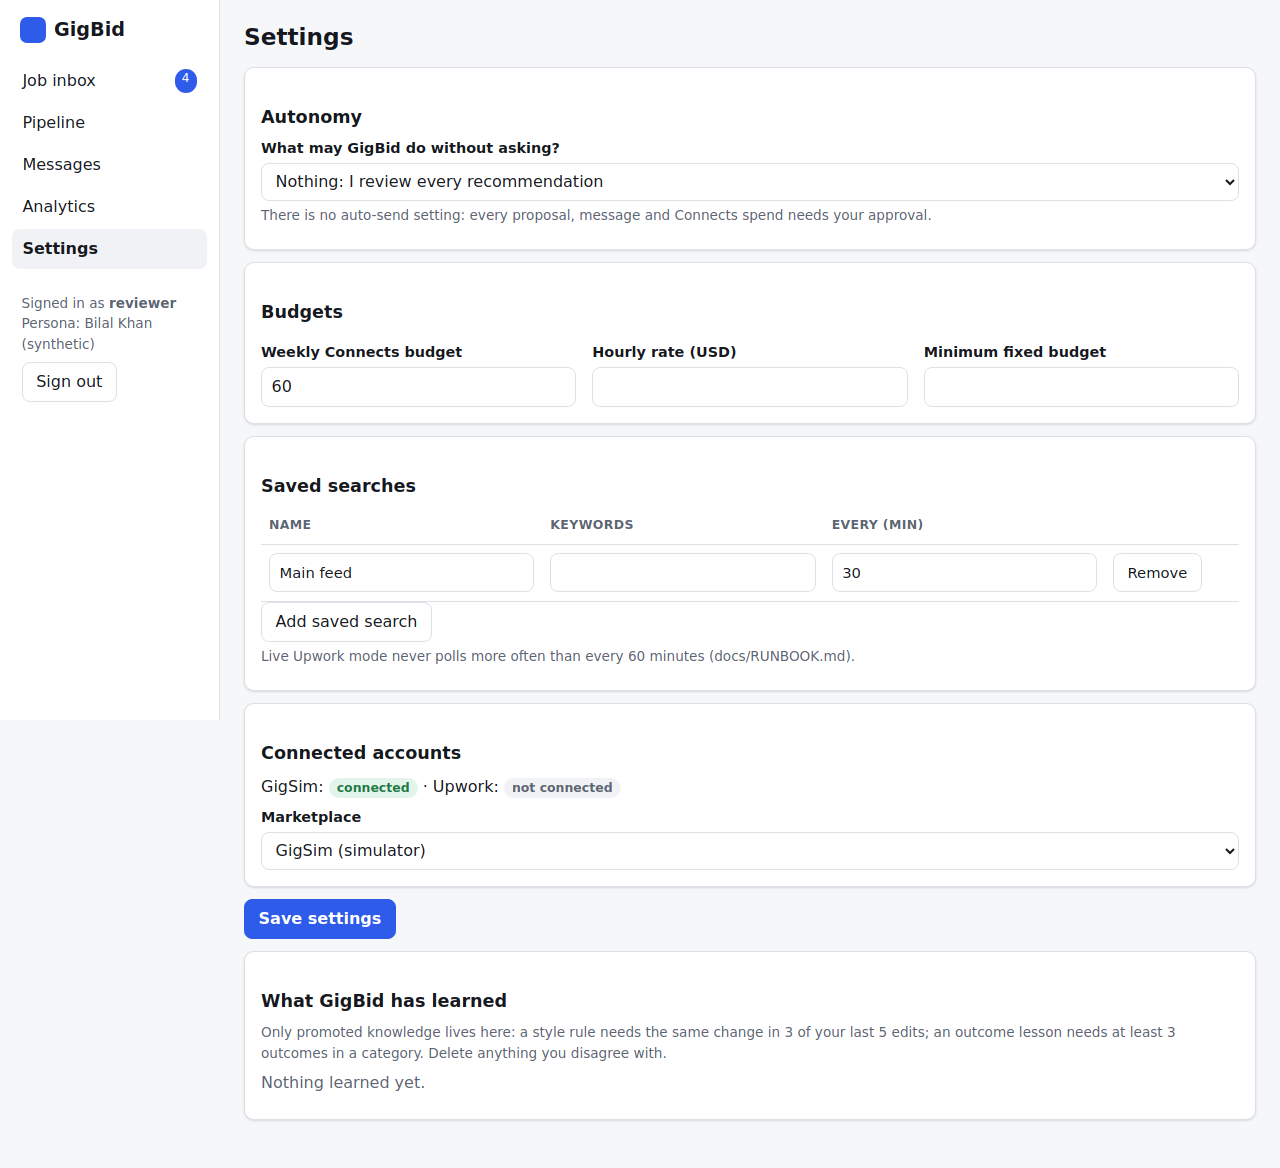 GigBid
Job inbox 4
Pipeline
Messages
Analytics
Settings
Signed in as reviewer
Persona: Bilal Khan
(synthetic)
Sign out
Settings
Autonomy
What may GigBid do without asking?
Nothing: I review every recommendation
There is no auto-send setting: every proposal, message and Connects spend needs your approval.
Budgets
Weekly Connects budget Hourly rate (USD) Minimum fixed budget
60
Saved searches
NAME KEYWORDS EVERY (MIN)
Main feed 30 Remove
Add saved search
Live Upwork mode never polls more often than every 60 minutes (docs/RUNBOOK.md).
Connected accounts
GigSim: connected · Upwork: not connected
Marketplace
GigSim (simulator)
Save settings
What GigBid has learned
Only promoted knowledge lives here: a style rule needs the same change in 3 of your last 5 edits; an outcome lesson needs at least 3
outcomes in a category. Delete anything you disagree with.
Nothing learned yet.